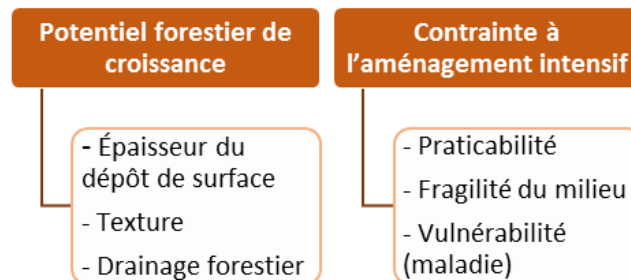 Potentiel forestier de
croissance
- Épaisseur du
dépôt de surface
- Texture
- Drainage forestier
Contrainte à
l’aménagement intensif
- Praticabilité
- Fragilité du milieu
- Vulnérabilité
(maladie)